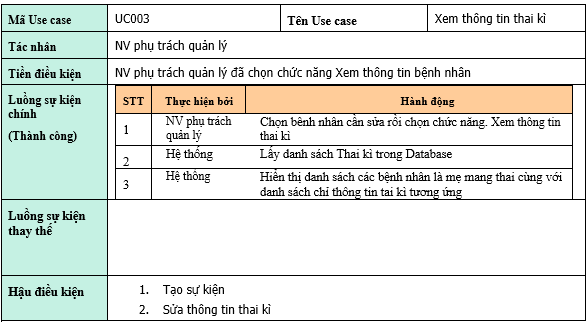 Mã Use case UC003 Tên Use case Xem thông tin thai kì
Tác nhân NV phụ trách quản lý
Tiền điều kiện NV phụ trách quản lý đã chọn chức năng Xem thông tin bệnh nhân
Luồng sự kiện chính
(Thành công)
STT Thực hiện bởi Hành động
1 NV phụ trách quản lý Chọn bênh nhân cần sửa rồi chọn chức năng. Xem thông tin thai kì
2 Hệ thống Lấy danh sách Thai kì trong Database
3 Hệ thông Hiển thị danh sách các bệnh nhân là mẹ mang thai cùng với danh sách chỉ thông tin tai kì tương ứng
Luồng sự kiện thay thế
Hậu điều kiện
1. Tạo sự kiện
2. Sửa thông tin thai kì